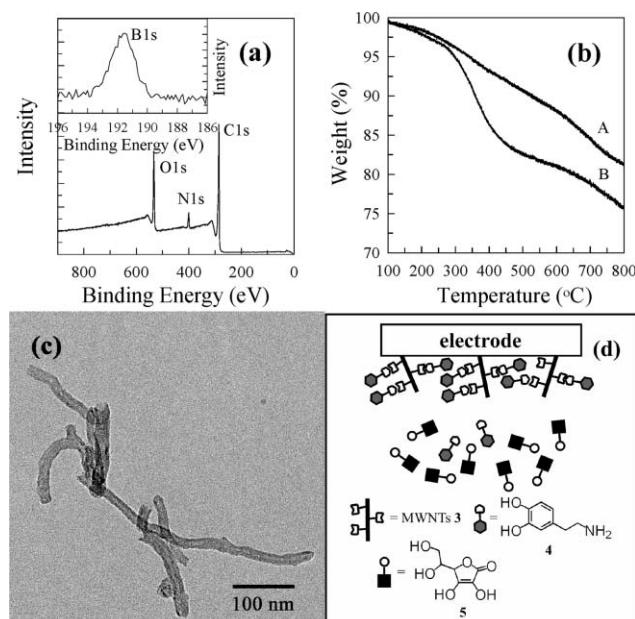 B1s
(a)
Intensity
196 194 192 190 188 186
Binding Energy (eV)
C1s
O1s
N1s
Intensity
800 600 400 200 0
Binding Energy (eV)
(b)
100
95
90
85
80
75
70
Weight (%)
A
B
100 200 300 400 500 600 700 800
Temperature (°C)
(c)
100 nm
electrode
(d)
= MWNTs 3
=
HO
HO
NH2
4
=
HO
HO
O
O
HO
OH
5